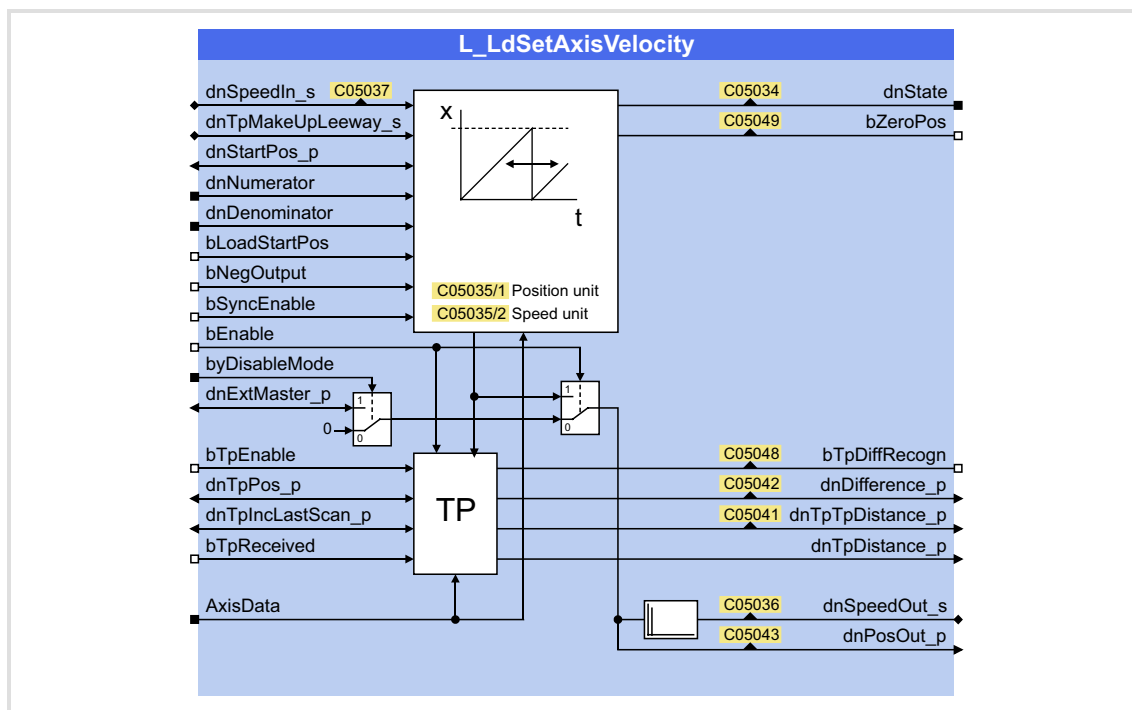 L_LdSetAxisVelocity
dnSpeedIn_s C05037
dnTpMakeUpLeeway_s
dnStartPos_p
dnNumerator
dnDenominator
bLoadStartPos
bNegOutput
bSyncEnable
bEnable
byDisableMode
dnExtMaster_p
0
1
0
1
0
x
t
C05035/1 Position unit
C05035/2 Speed unit
C05034 dnState
C05049 bZeroPos
bTpEnable
dnTpPos_p
dnTpIncLastScan_p
bTpReceived
TP
C05048 bTpDiffRecogn
C05042 dnDifference_p
C05041 dnTpTpDistance_p
dnTpDistance_p
AxisData
C05036 dnSpeedOut_s
C05043 dnPosOut_p